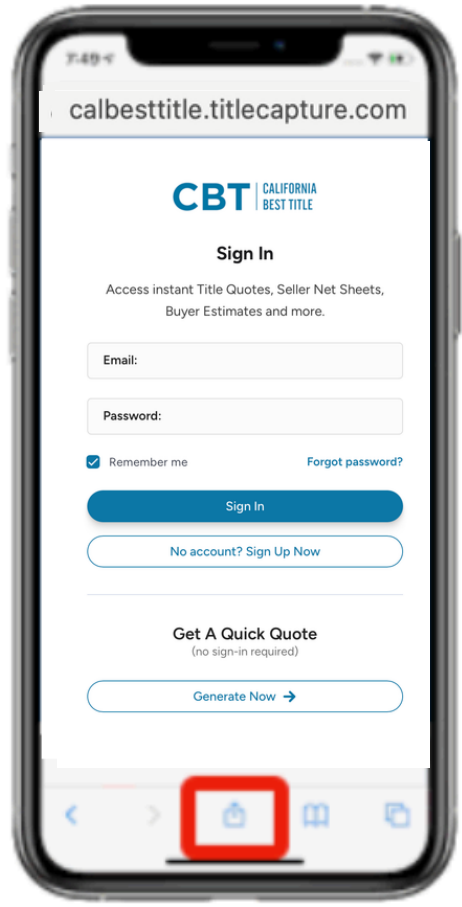 7:49
calbesttitle.titlecapture.com
CBT CALIFORNIA
BEST TITLE
Sign In
Access instant Title Quotes, Seller Net Sheets,
Buyer Estimates and more.
Email:
Password:
Remember me Forgot password?
Sign In
No account? Sign Up Now
Get A Quick Quote
(no sign-in required)
Generate Now →